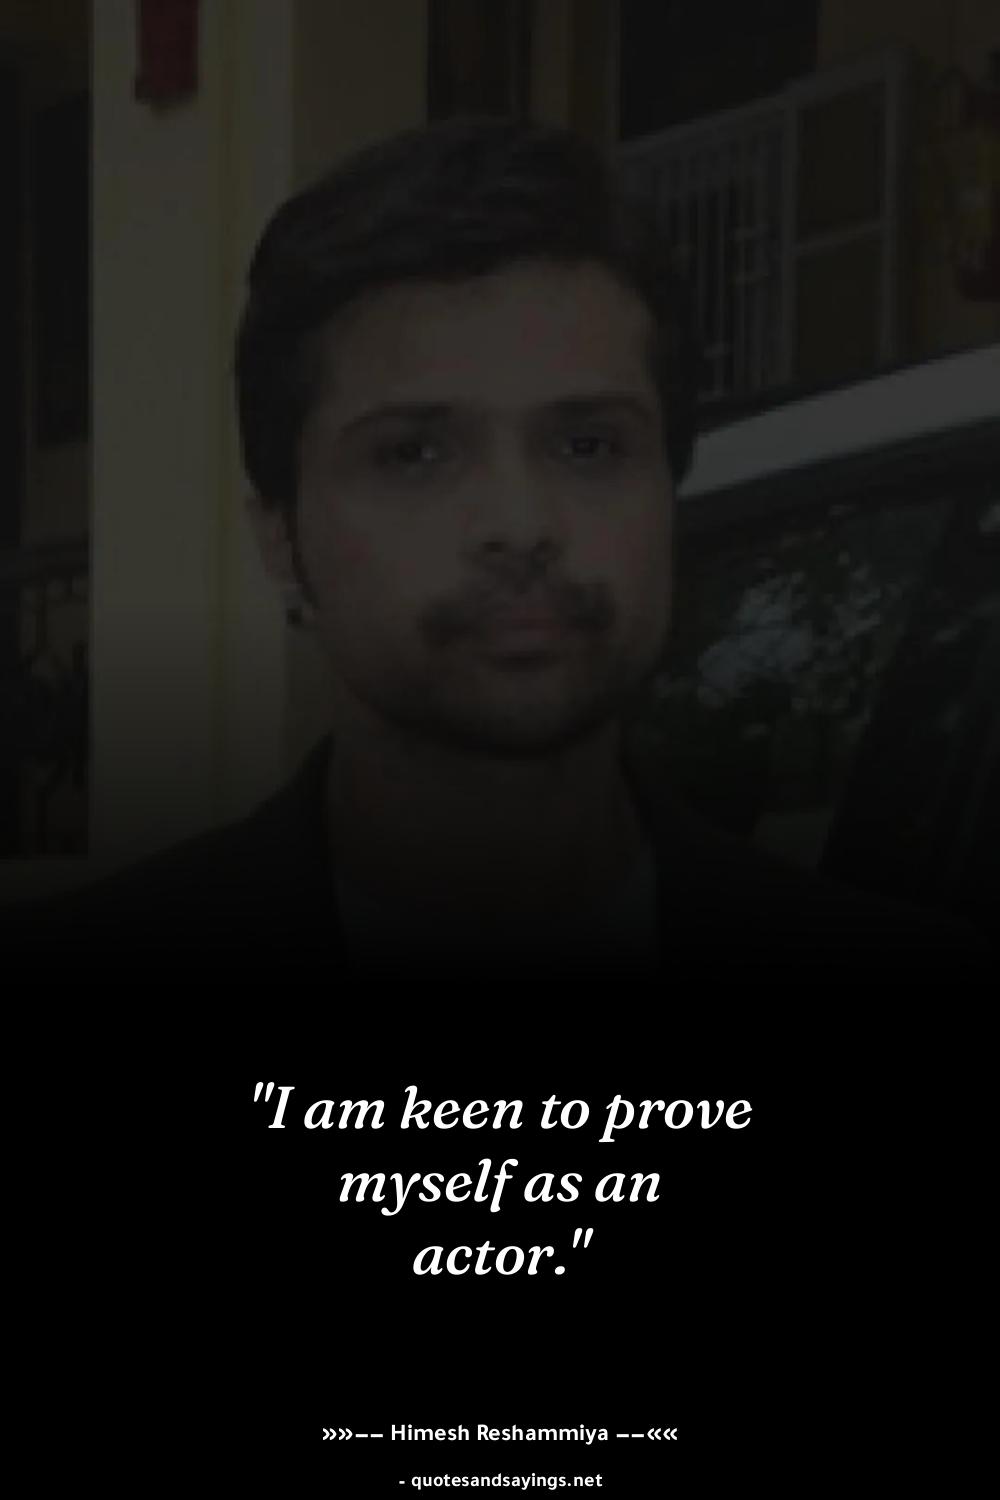 "I am keen to prove
myself as an
actor."
»»–– Himesh Reshammiya ––««
- quotesandsayings.net